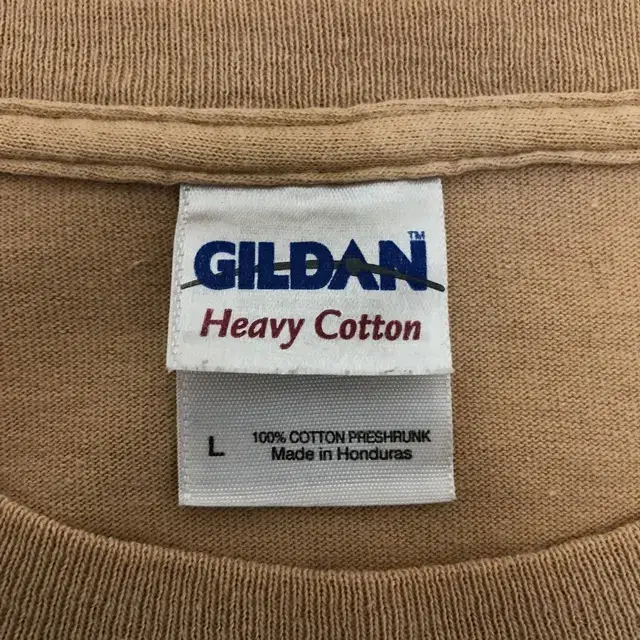 GILDAN™
Heavy Cotton
L
100% COTTON PRESHRUNK
Made in Honduras